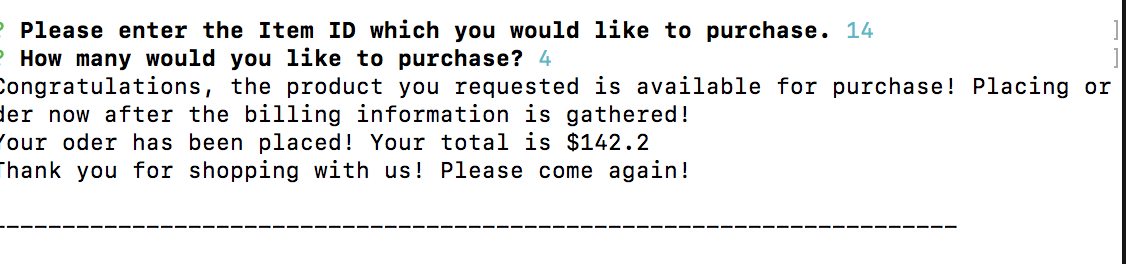 ? Please enter the Item ID which you would like to purchase. 14 ]
? How many would you like to purchase? 4 ]
Congratulations, the product you requested is available for purchase! Placing or
der now after the billing information is gathered!
Your oder has been placed! Your total is $142.2
Thank you for shopping with us! Please come again!
---------------------------------------------------------------------